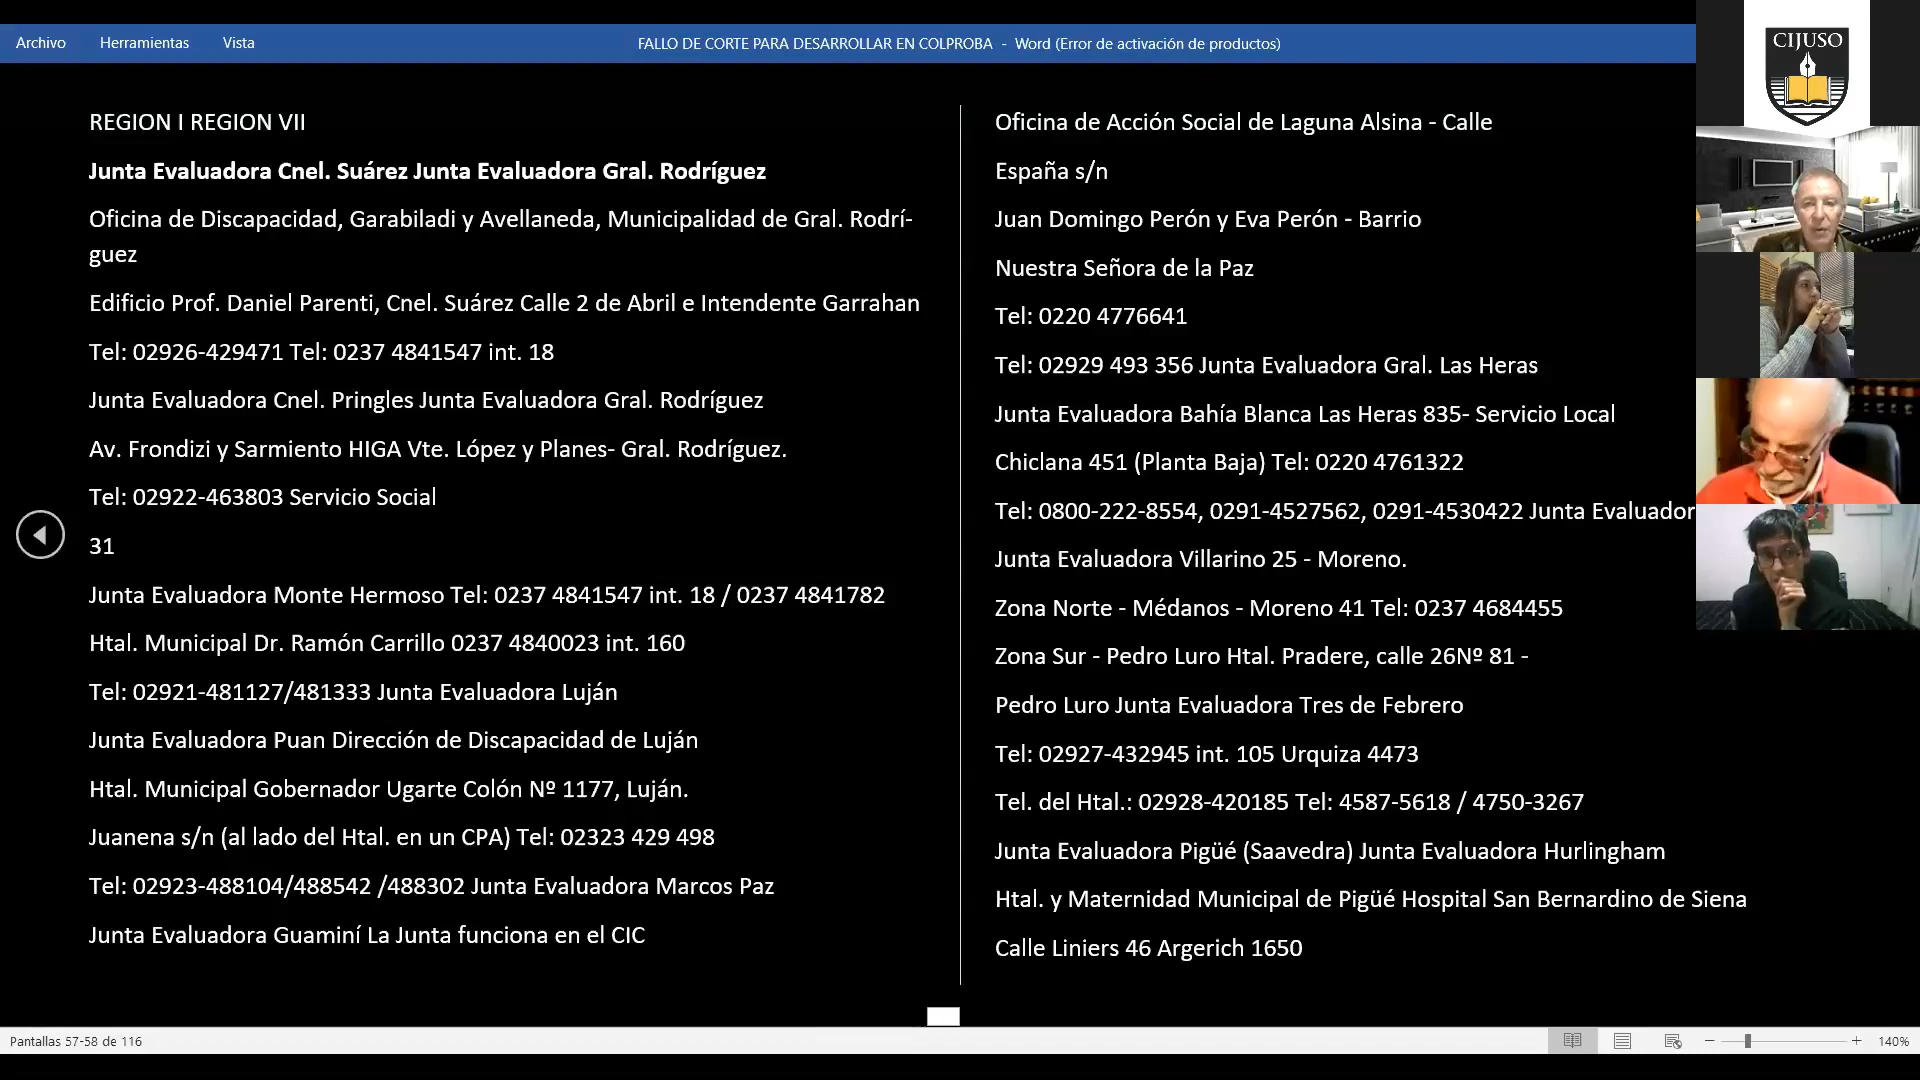 Archivo Herramientas Vista
FALLO DE CORTE PARA DESARROLLAR EN COLPROBA - Word (Error de activación de productos)
CIJUSO
REGION I REGION VII
Junta Evaluadora Cnel. Suárez Junta Evaluadora Gral. Rodríguez
Oficina de Discapacidad, Garabiladi y Avellaneda, Municipalidad de Gral. Rodrí-
guez
Edificio Prof. Daniel Parenti, Cnel. Suárez Calle 2 de Abril e Intendente Garrahan
Tel: 02926-429471 Tel: 0237 4841547 int. 18
Junta Evaluadora Cnel. Pringles Junta Evaluadora Gral. Rodríguez
Av. Frondizi y Sarmiento HIGA Vte. López y Planes- Gral. Rodríguez.
Tel: 02922-463803 Servicio Social
31
Junta Evaluadora Monte Hermoso Tel: 0237 4841547 int. 18 / 0237 4841782
Htal. Municipal Dr. Ramón Carrillo 0237 4840023 int. 160
Tel: 02921-481127/481333 Junta Evaluadora Luján
Junta Evaluadora Puan Dirección de Discapacidad de Luján
Htal. Municipal Gobernador Ugarte Colón Nº 1177, Luján.
Juanena s/n (al lado del Htal. en un CPA) Tel: 02323 429 498
Tel: 02923-488104/488542 /488302 Junta Evaluadora Marcos Paz
Junta Evaluadora Guaminí La Junta funciona en el CIC
Oficina de Acción Social de Laguna Alsina - Calle
España s/n
Juan Domingo Perón y Eva Perón - Barrio
Nuestra Señora de la Paz
Tel: 0220 4776641
Tel: 02929 493 356 Junta Evaluadora Gral. Las Heras
Junta Evaluadora Bahía Blanca Las Heras 835- Servicio Local
Chiclana 451 (Planta Baja) Tel: 0220 4761322
Tel: 0800-222-8554, 0291-4527562, 0291-4530422 Junta Evaluador
Junta Evaluadora Villarino 25 - Moreno.
Zona Norte - Médanos - Moreno 41 Tel: 0237 4684455
Zona Sur - Pedro Luro Htal. Pradere, calle 26Nº 81 -
Pedro Luro Junta Evaluadora Tres de Febrero
Tel: 02927-432945 int. 105 Urquiza 4473
Tel. del Htal.: 02928-420185 Tel: 4587-5618 / 4750-3267
Junta Evaluadora Pigüé (Saavedra) Junta Evaluadora Hurlingham
Htal. y Maternidad Municipal de Pigüé Hospital San Bernardino de Siena
Calle Liniers 46 Argerich 1650
Pantallas 57-58 de 116
140%